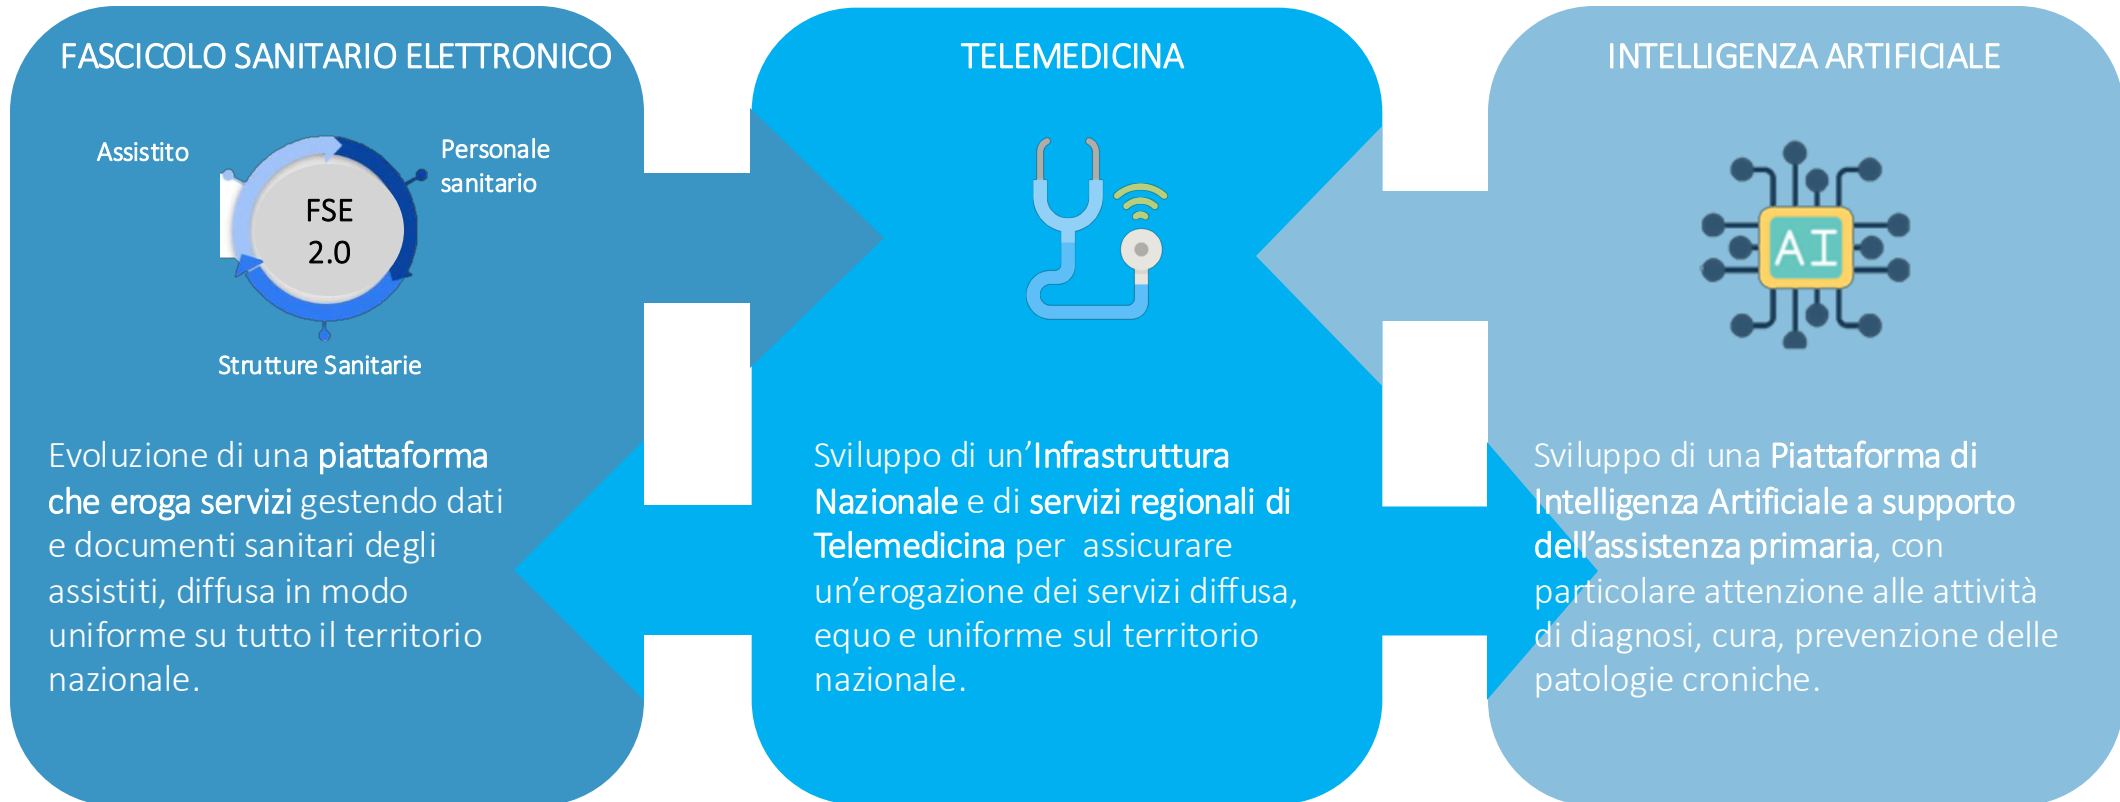 FASCICOLO SANITARIO ELETTRONICO
Assistito
Personale
sanitario
FSE
2.0
Strutture Sanitarie
Evoluzione di una piattaforma
che eroga servizi gestendo dati
e documenti sanitari degli
assistiti, diffusa in modo
uniforme su tutto il territorio
nazionale.
TELEMEDICINA
Sviluppo di un’Infrastruttura
Nazionale e di servizi regionali di
Telemedicina per  assicurare
un’erogazione dei servizi diffusa,
equo e uniforme sul territorio
nazionale.
INTELLIGENZA ARTIFICIALE
AI
Sviluppo di una Piattaforma di
Intelligenza Artificiale a supporto
dell’assistenza primaria, con
particolare attenzione alle attività
di diagnosi, cura, prevenzione delle
patologie croniche.